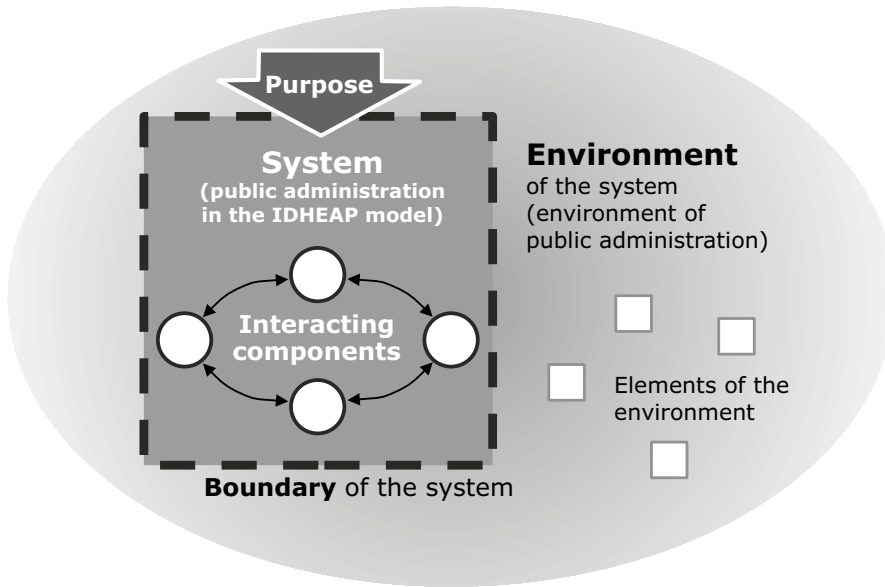 Purpose
System
(public administration
in the IDHEAP model)
Interacting
components
Boundary of the system
Environment
of the system
(environment of
public administration)
Elements of the
environment